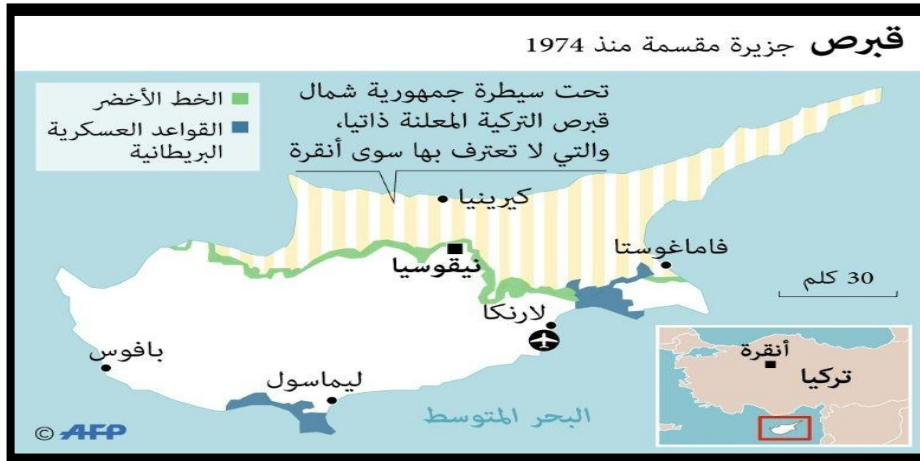 قبرص جزيرة مقسمة منذ 1974
الخط الأخضر
القواعد العسكرية
البريطانية
تحت سيطرة جمهورية شمال
قبرص التركية المعلنة ذاتيا،
والتي لا تعترف بها سوى أنقرة
كيرينيا
فاماغوستا
نيقوسيا
30 كلم
لارنكا
بافوس
ليماسول
البحر المتوسط
أنقرة
تركيا
© AFP